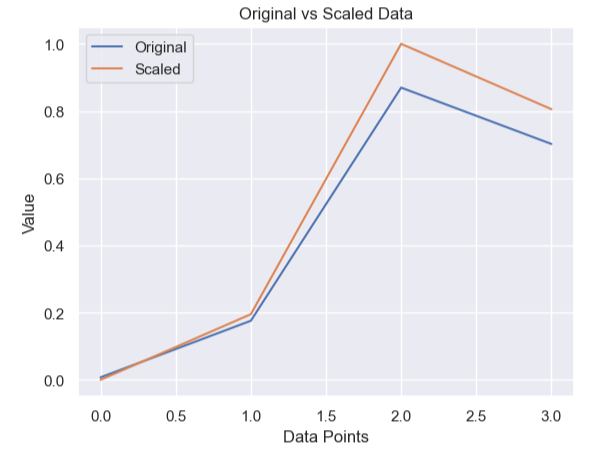 Original vs Scaled Data
Original
Scaled
1.0
0.8
0.6
0.4
0.2
0.0
Value
0.0 0.5 1.0 1.5 2.0 2.5 3.0
Data Points